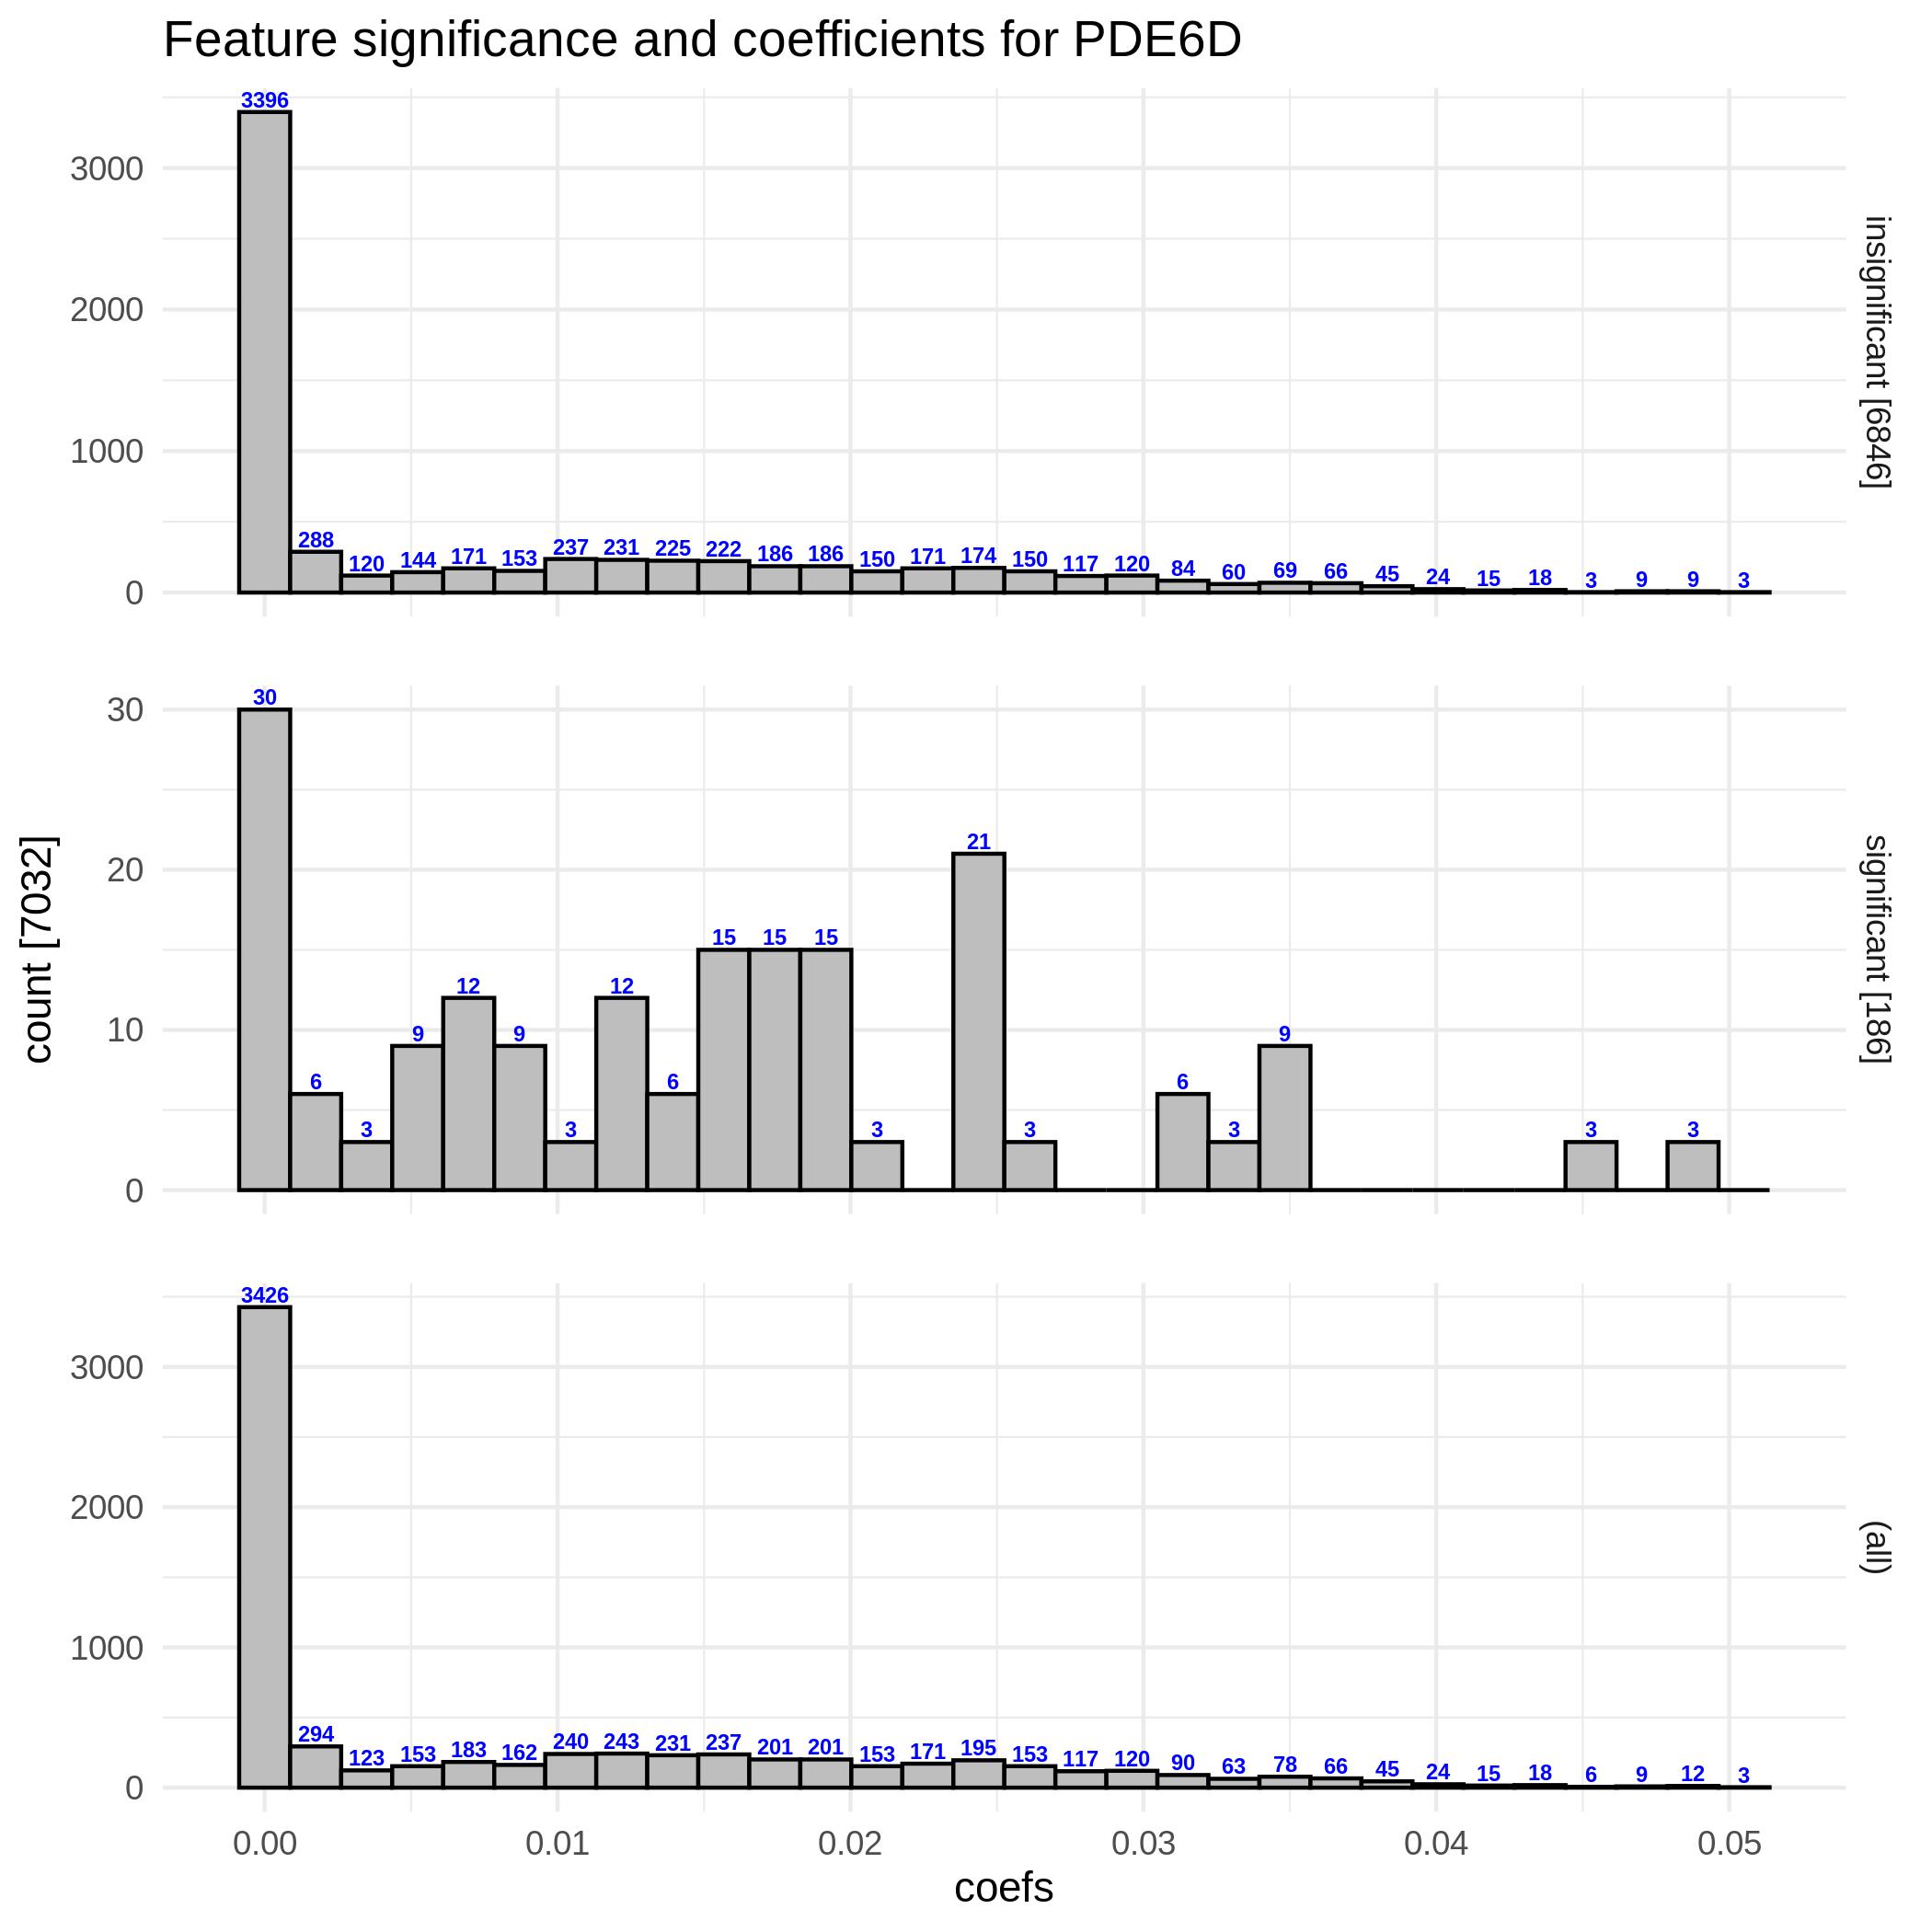 Feature significance and coefficients for PDE6D
3396
3000
2000
1000
288 120 144 171 153 237 231 225 222 186 186 150 171 174 150 117 120 84 60 69 66 45 24 15 18 3 9 9 3
0
insignificant [6846]
30
30
21
20
15 15 15
12 12
10
9 9 9
6 6 6
3 3 3 3 3 3 3
0
significant [186]
count [7032]
3426
3000
2000
1000
294 123 153 183 162 240 243 231 237 201 201 153 171 195 153 117 120 90 63 78 66 45 24 15 18 6 9 12 3
0
(all)
0.00 0.01 0.02 0.03 0.04 0.05
coefs